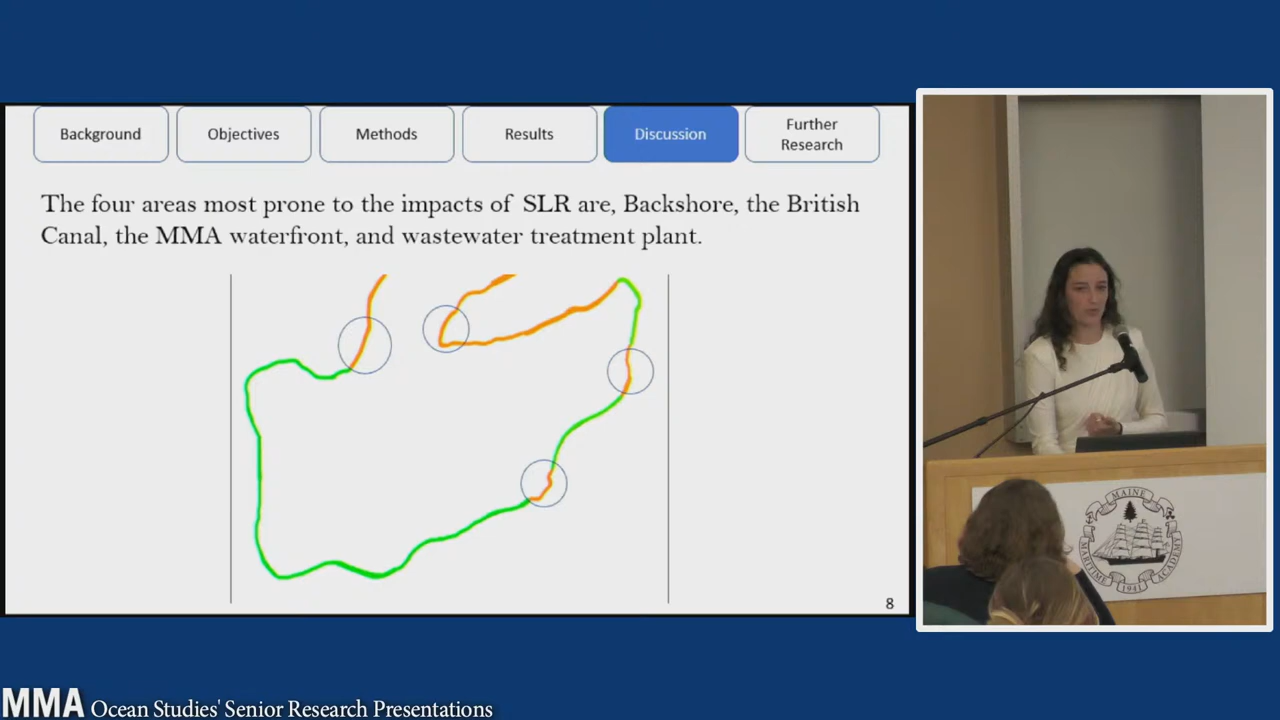 Background
Objectives
Methods
Results
Discussion
Further
Research
The four areas most prone to the impacts of SLR are, Backshore, the British
Canal, the MMA waterfront, and wastewater treatment plant.
8
MAINE
MARITIME
ACADEMY
1941
MMA Ocean Studies' Senior Research Presentations